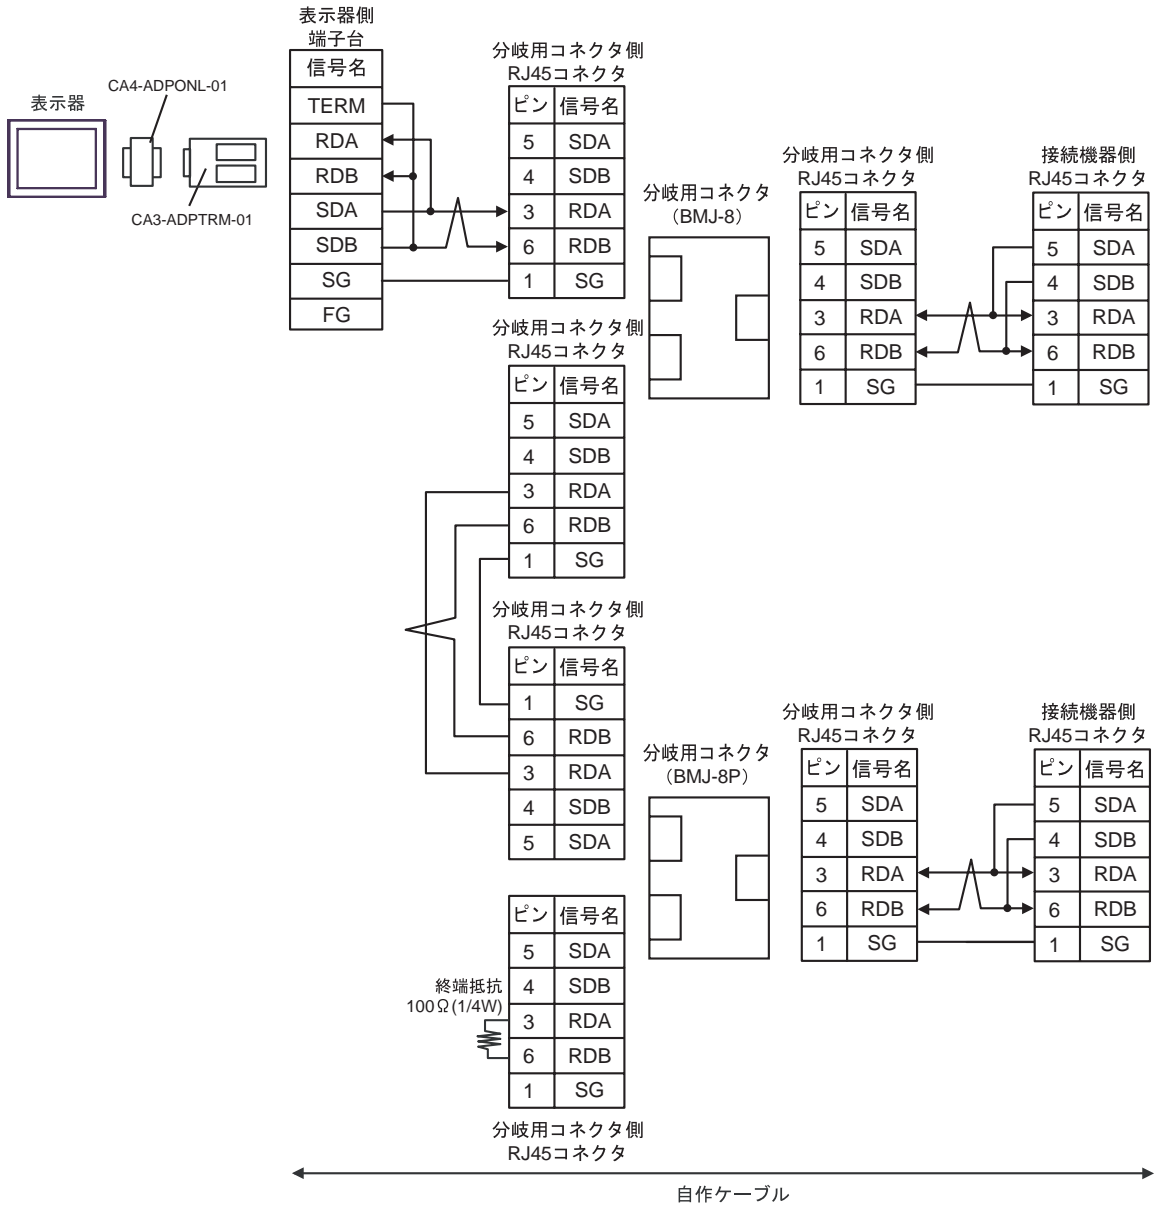 表示器
CA4-ADPONL-01
CA3-ADPTRM-01
表示器側
端子台
信号名
TERM
RDA
RDB
SDA
SDB
SG
FG
分岐用コネクタ側
RJ45コネクタ
ピン 信号名
5 SDA
4 SDB
3 RDA
6 RDB
1 SG
分岐用コネクタ
（BMJ-8）
分岐用コネクタ側
RJ45コネクタ
ピン 信号名
5 SDA
4 SDB
3 RDA
6 RDB
1 SG
接続機器側
RJ45コネクタ
ピン 信号名
5 SDA
4 SDB
3 RDA
6 RDB
1 SG
分岐用コネクタ側
RJ45コネクタ
ピン 信号名
5 SDA
4 SDB
3 RDA
6 RDB
1 SG
分岐用コネクタ側
RJ45コネクタ
ピン 信号名
1 SG
6 RDB
3 RDA
4 SDB
5 SDA
分岐用コネクタ
（BMJ-8P）
分岐用コネクタ側
RJ45コネクタ
ピン 信号名
5 SDA
4 SDB
3 RDA
6 RDB
1 SG
接続機器側
RJ45コネクタ
ピン 信号名
5 SDA
4 SDB
3 RDA
6 RDB
1 SG
終端抵抗
100Ω(1/4W)
ピン 信号名
5 SDA
4 SDB
3 RDA
6 RDB
1 SG
分岐用コネクタ側
RJ45コネクタ
自作ケーブル